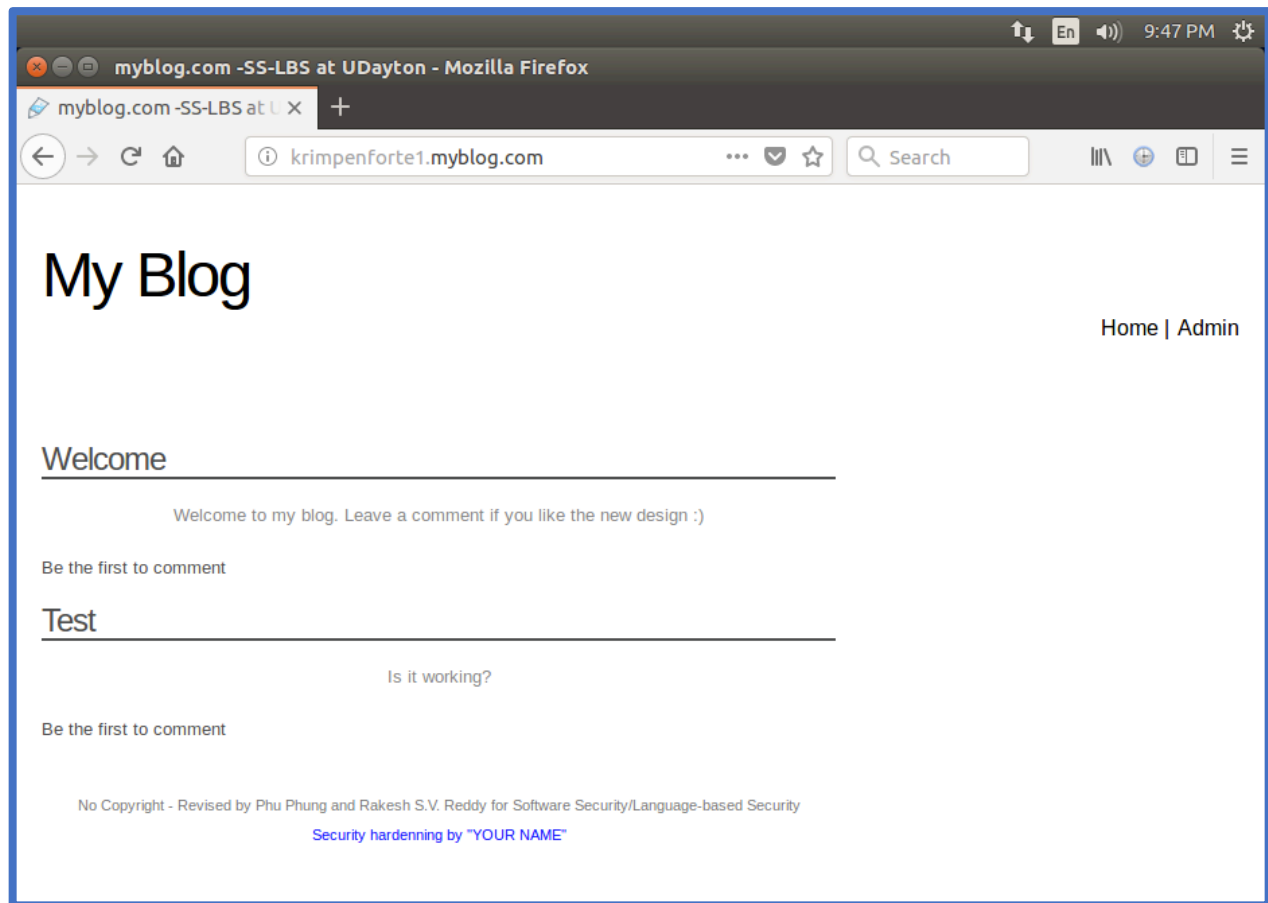 En 9:47 PM
myblog.com -SS-LBS at UDayton - Mozilla Firefox
myblog.com -SS-LBS at U
krimpenforte1.myblog.com
Search
My Blog
Home | Admin
Welcome
Welcome to my blog. Leave a comment if you like the new design :)
Be the first to comment
Test
Is it working?
Be the first to comment
No Copyright - Revised by Phu Phung and Rakesh S.V. Reddy for Software Security/Language-based Security
Security hardenning by "YOUR NAME"